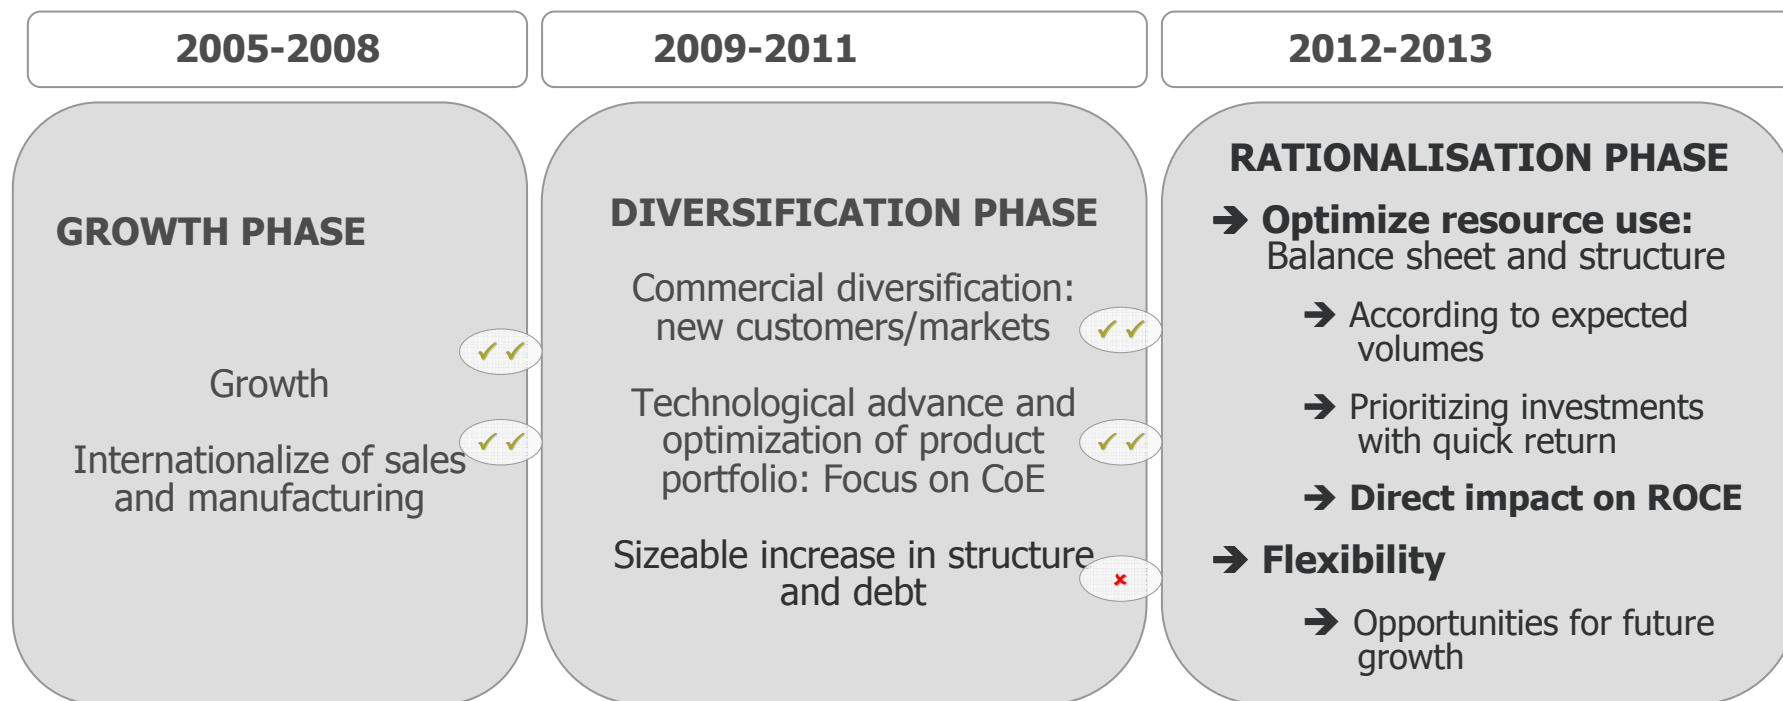 2005-2008
2009-2011
2012-2013
GROWTH PHASE
Growth
Internationalize of sales
and manufacturing
DIVERSIFICATION PHASE
Commercial diversification:
new customers/markets
Technological advance and
optimization of product
portfolio: Focus on CoE
Sizeable increase in structure
and debt
RATIONALISATION PHASE
➔ Optimize resource use:
Balance sheet and structure
➔ According to expected
volumes
➔ Prioritizing investments
with quick return
➔ Direct impact on ROCE
➔ Flexibility
➔ Opportunities for future
growth